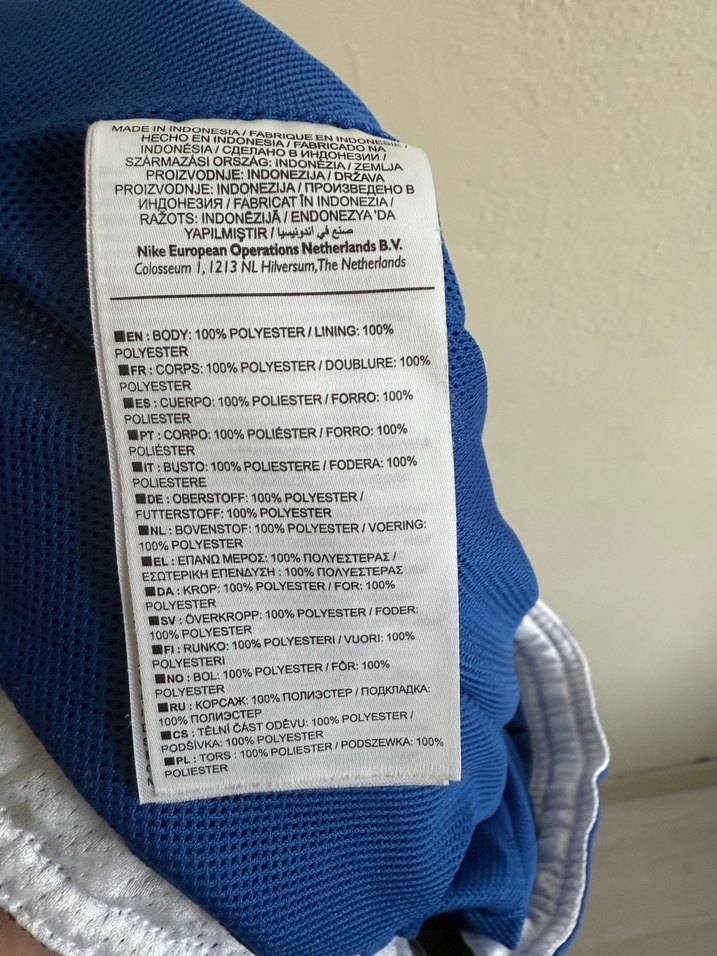 MADE IN INDONESIA / FABRIQUE EN INDONESIE /
HECHO EN INDONESIA / FABRICADO NA
INDONÉSIA / СДЕЛАНО В ИНДОНЕЗИИ /
SZÁRMAZÁSI ORSZÁG: INDONÉZIA / ZEMLJA
PROIZVODNJE: INDONEZIJA / DRŽAVA
PROIZVODNJE: INDONEZIJA / ПРОИЗВЕДЕНО В
ИНДОНЕЗИЯ / FABRICAT ÎN INDONEZIA /
RAŽOTS: INDONĒZIJĀ / ENDONEZYA'DA
YAPILMIŞTIR / صنع في أندونيسيا
Nike European Operations Netherlands B.V.
Colosseum 1, 1213 NL Hilversum,The Netherlands
■EN : BODY: 100% POLYESTER / LINING: 100%
POLYESTER
■FR : CORPS: 100% POLYESTER / DOUBLURE: 100%
POLYESTER
■ES : CUERPO: 100% POLIESTER / FORRO: 100%
POLIESTER
■PT : CORPO: 100% POLIÉSTER / FORRO: 100%
POLIÉSTER
■IT : BUSTO: 100% POLIESTERE / FODERA: 100%
POLIESTERE
■DE : OBERSTOFF: 100% POLYESTER /
FUTTERSTOFF: 100% POLYESTER
■NL : BOVENSTOF: 100% POLYESTER / VOERING:
100% POLYESTER
■EL : ΕΠΑΝΩ ΜΕΡΟΣ: 100% ΠΟΛΥΕΣΤΕΡΑΣ /
ΕΣΩΤΕΡΙΚΗ ΕΠΕΝΔΥΣΗ : 100% ΠΟΛΥΕΣΤΕΡΑΣ
■DA : KROP: 100% POLYESTER / FOR: 100%
POLYESTER
■SV : ÖVERKROPP: 100% POLYESTER / FODER:
100% POLYESTER
■FI : RUNKO: 100% POLYESTERI / VUORI: 100%
POLYESTERI
■NO : BOL: 100% POLYESTER / FÔR: 100%
POLYESTER
■RU : КОРСАЖ: 100% ПОЛИЭСТЕР / ПОДКЛАДКА:
100% ПОЛИЭСТЕР
■CS : TĚLNÍ ČÁST ODĚVU: 100% POLYESTER /
PODŠÍVKA: 100% POLYESTER
■PL : TORS : 100% POLIESTER / PODSZEWKA: 100%
POLIESTER